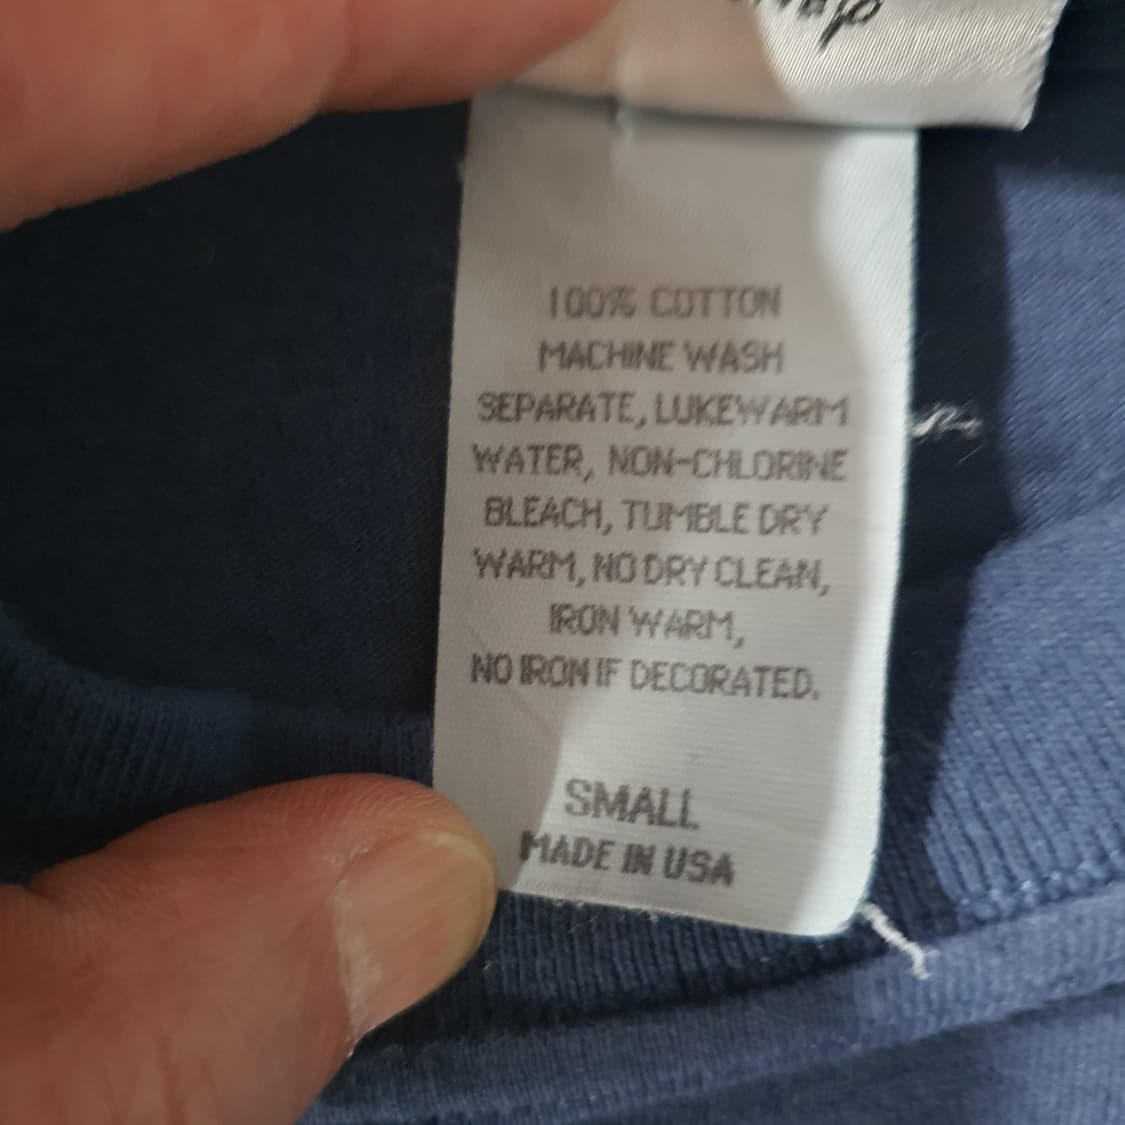 100% COTTON
MACHINE WASH
SEPARATE, LUKEWARM
WATER, NON-CHLORINE
BLEACH, TUMBLE DRY
WARM, NO DRY CLEAN,
IRON WARM,
NO IRON IF DECORATED.
SMALL
MADE IN USA